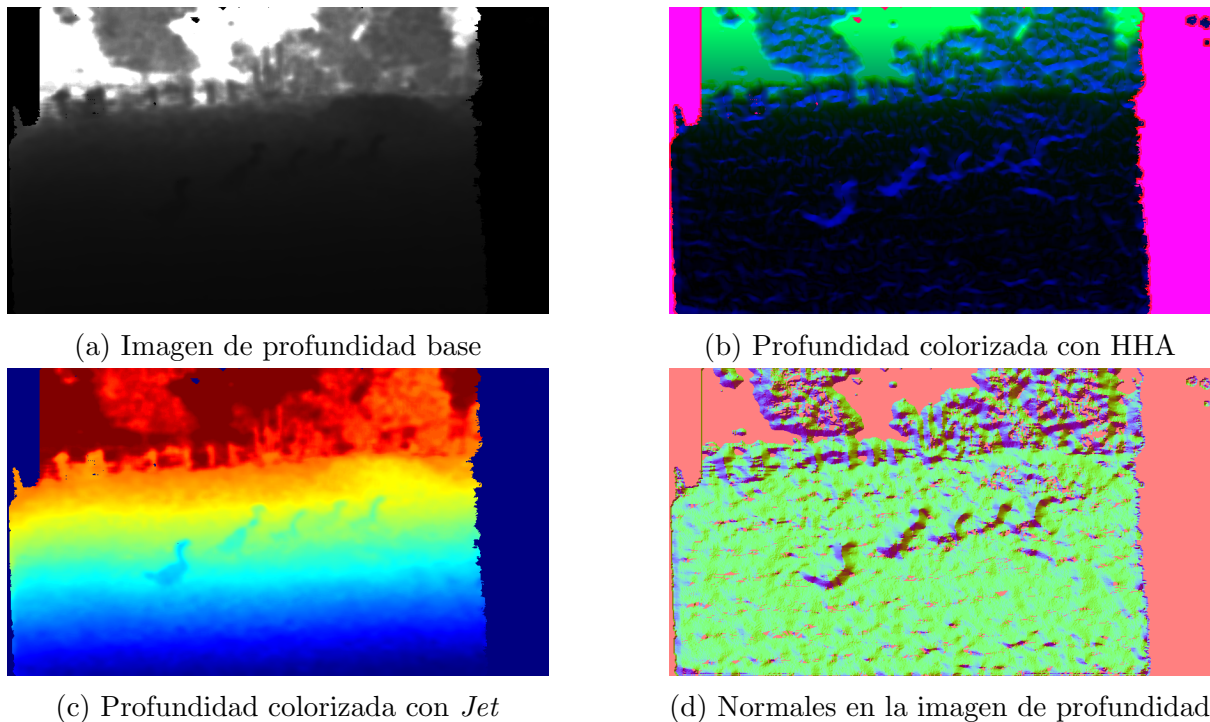 (a) Imagen de profundidad base
(b) Profundidad colorizada con HHA
(c) Profundidad colorizada con Jet
(d) Normales en la imagen de profundidad